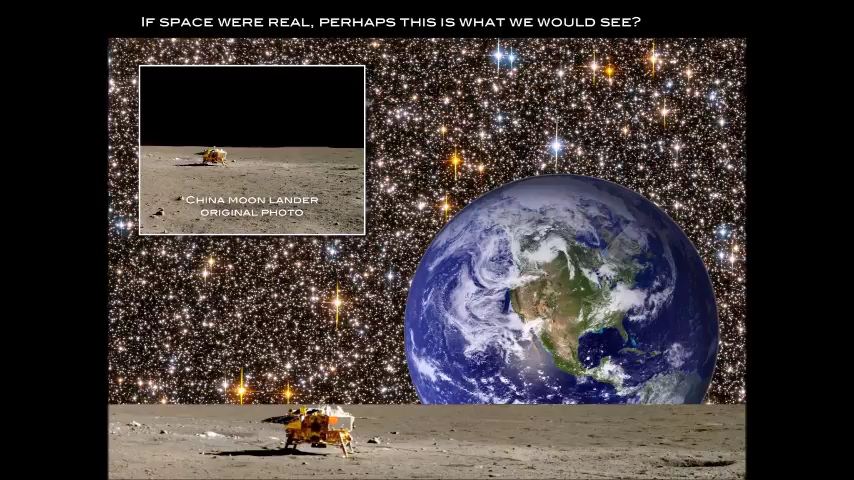 If space were real, perhaps this is what we would see?
*China moon lander
original photo